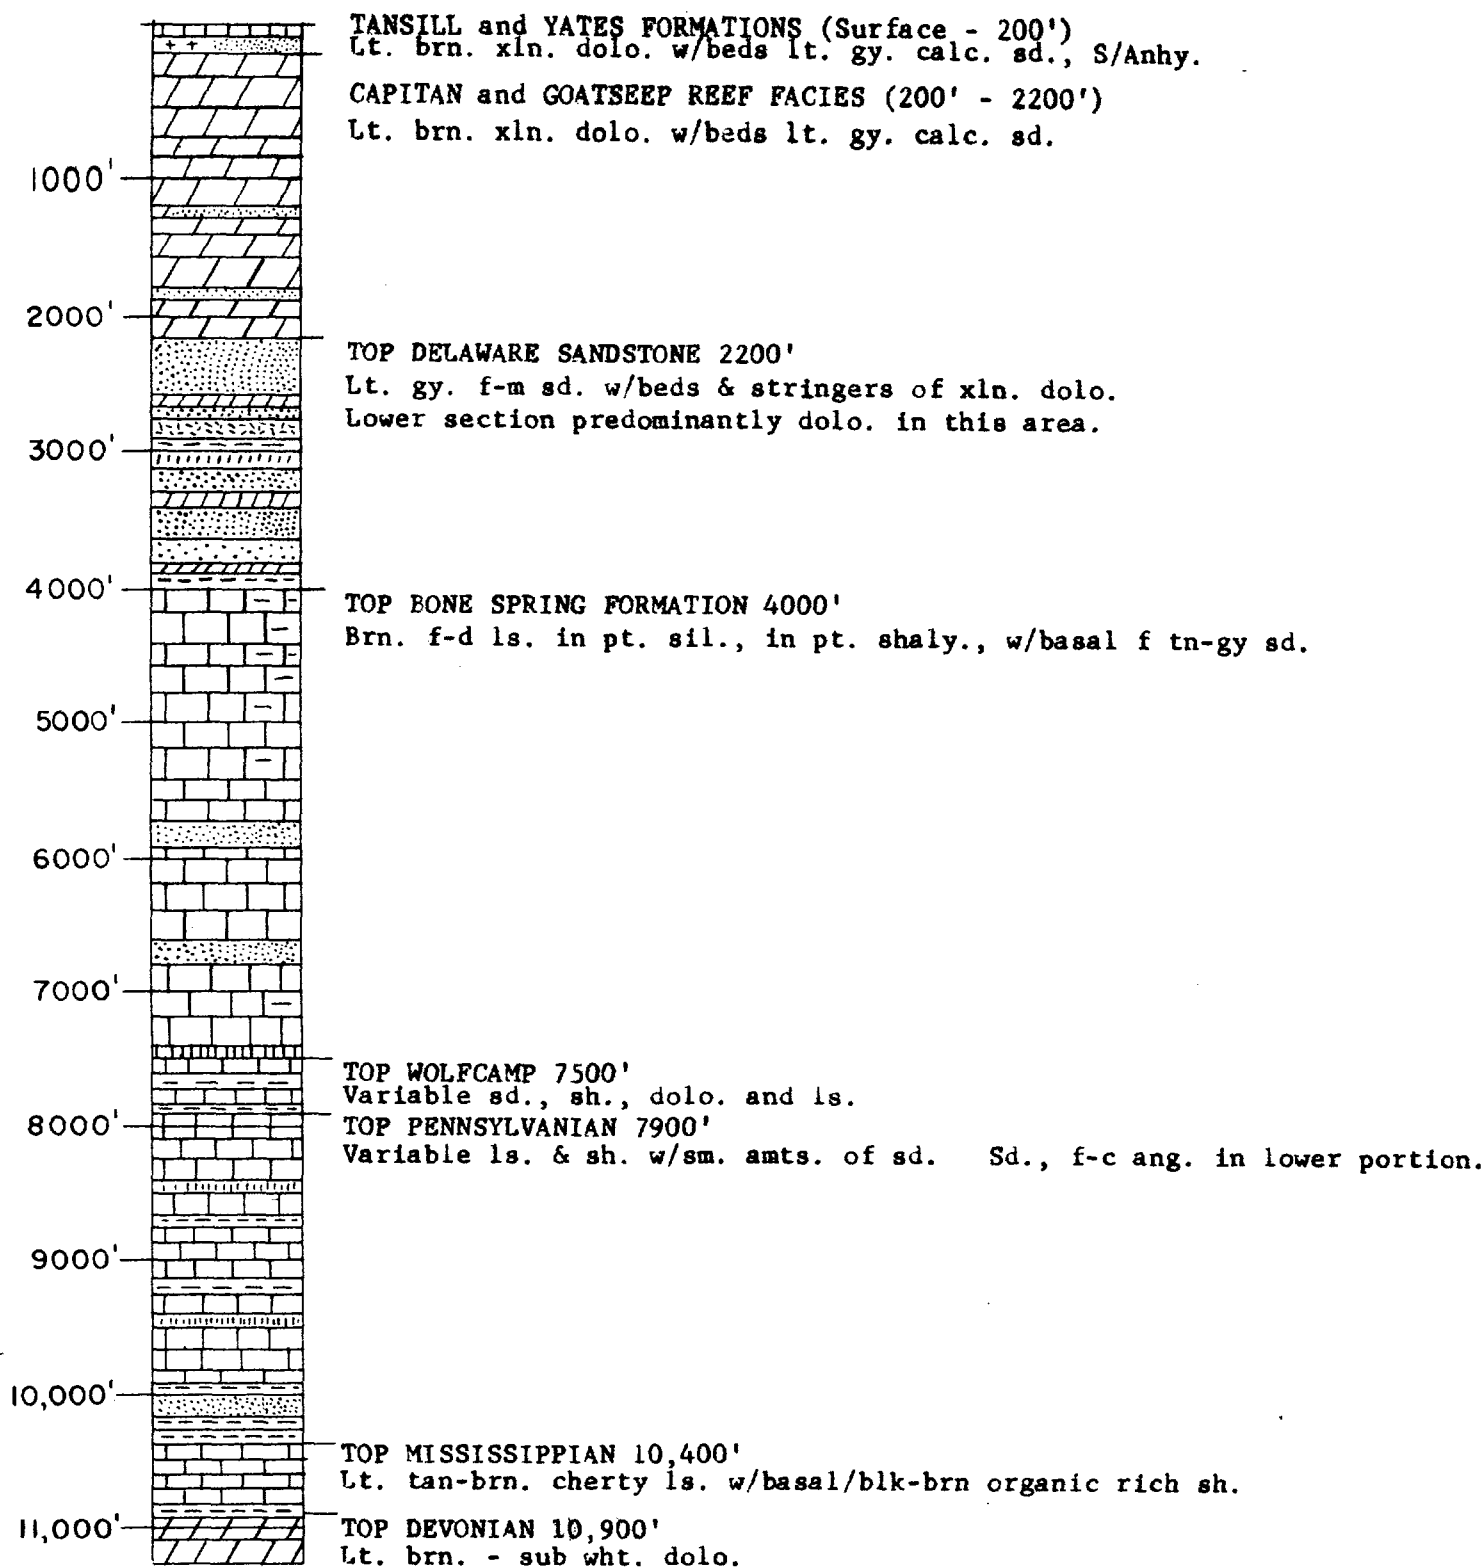 TANSILL and YATES FORMATIONS (Surface - 200')
Lt. brn. xln. dolo. w/beds lt. gy. calc. sd., S/Anhy.
CAPITAN and GOATSEEP REEF FACIES (200' - 2200')
Lt. brn. xln. dolo. w/beds lt. gy. calc. sd.
1000'
2000'
TOP DELAWARE SANDSTONE 2200'
Lt. gy. f-m sd. w/beds & stringers of xln. dolo.
Lower section predominantly dolo. in this area.
3000'
4000'
TOP BONE SPRING FORMATION 4000'
Brn. f-d ls. in pt. sil., in pt. shaly., w/basal f tn-gy sd.
5000'
6000'
7000'
TOP WOLFCAMP 7500'
Variable sd., sh., dolo. and ls.
8000'
TOP PENNSYLVANIAN 7900'
Variable ls. & sh. w/sm. amts. of sd. Sd., f-c ang. in lower portion.
9000'
10,000'
TOP MISSISSIPPIAN 10,400'
Lt. tan-brn. cherty ls. w/basal/blk-brn organic rich sh.
11,000'
TOP DEVONIAN 10,900'
Lt. brn. - sub wht. dolo.